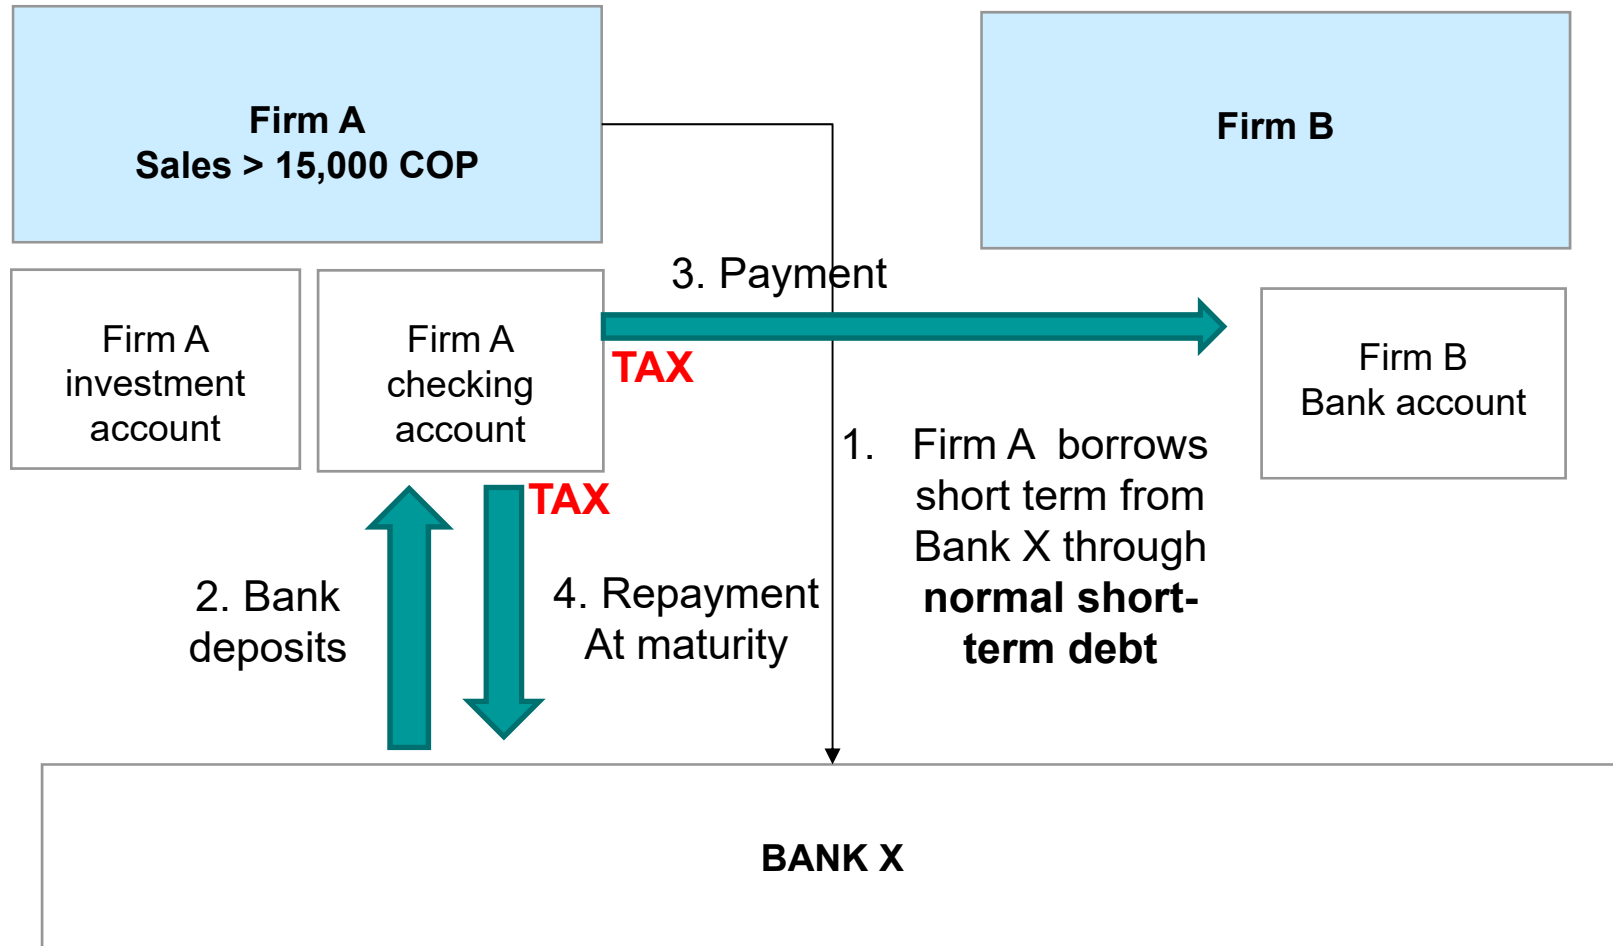 Firm A
Sales > 15,000 COP
Firm B
Firm A
investment
account
Firm A
checking
account
3. Payment
TAX
Firm B
Bank account
TAX
1. Firm A borrows
short term from
Bank X through
normal short-
term debt
2. Bank
deposits
4. Repayment
At maturity
BANK X